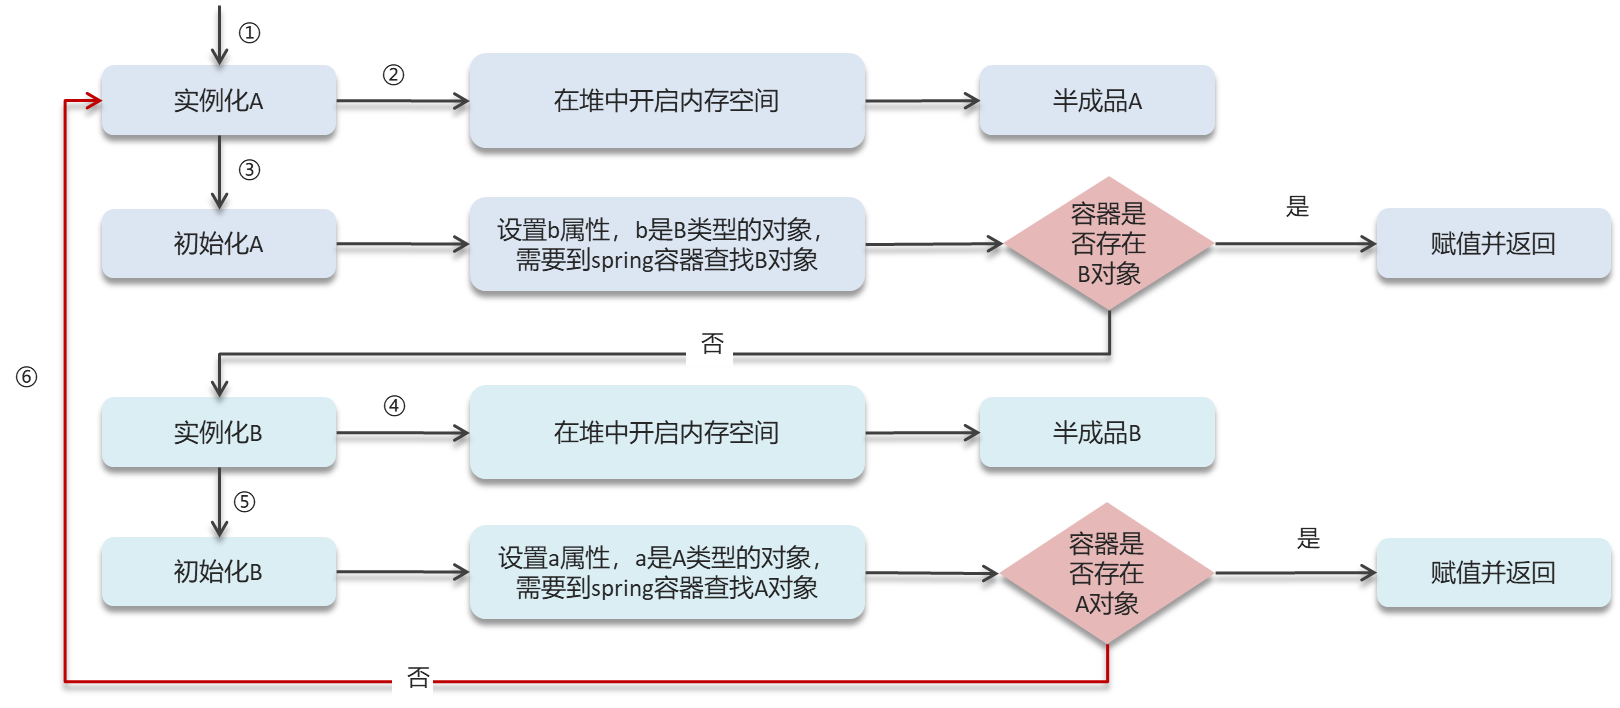 ①
实例化A
②
在堆中开启内存空间
半成品A
③
初始化A
设置b属性，b是B类型的对象，
需要到spring容器查找B对象
容器是
否存在
B对象
是
赋值并返回
否
⑥
实例化B
④
在堆中开启内存空间
半成品B
⑤
初始化B
设置a属性，a是A类型的对象，
需要到spring容器查找A对象
容器是
否存在
A对象
是
赋值并返回
否